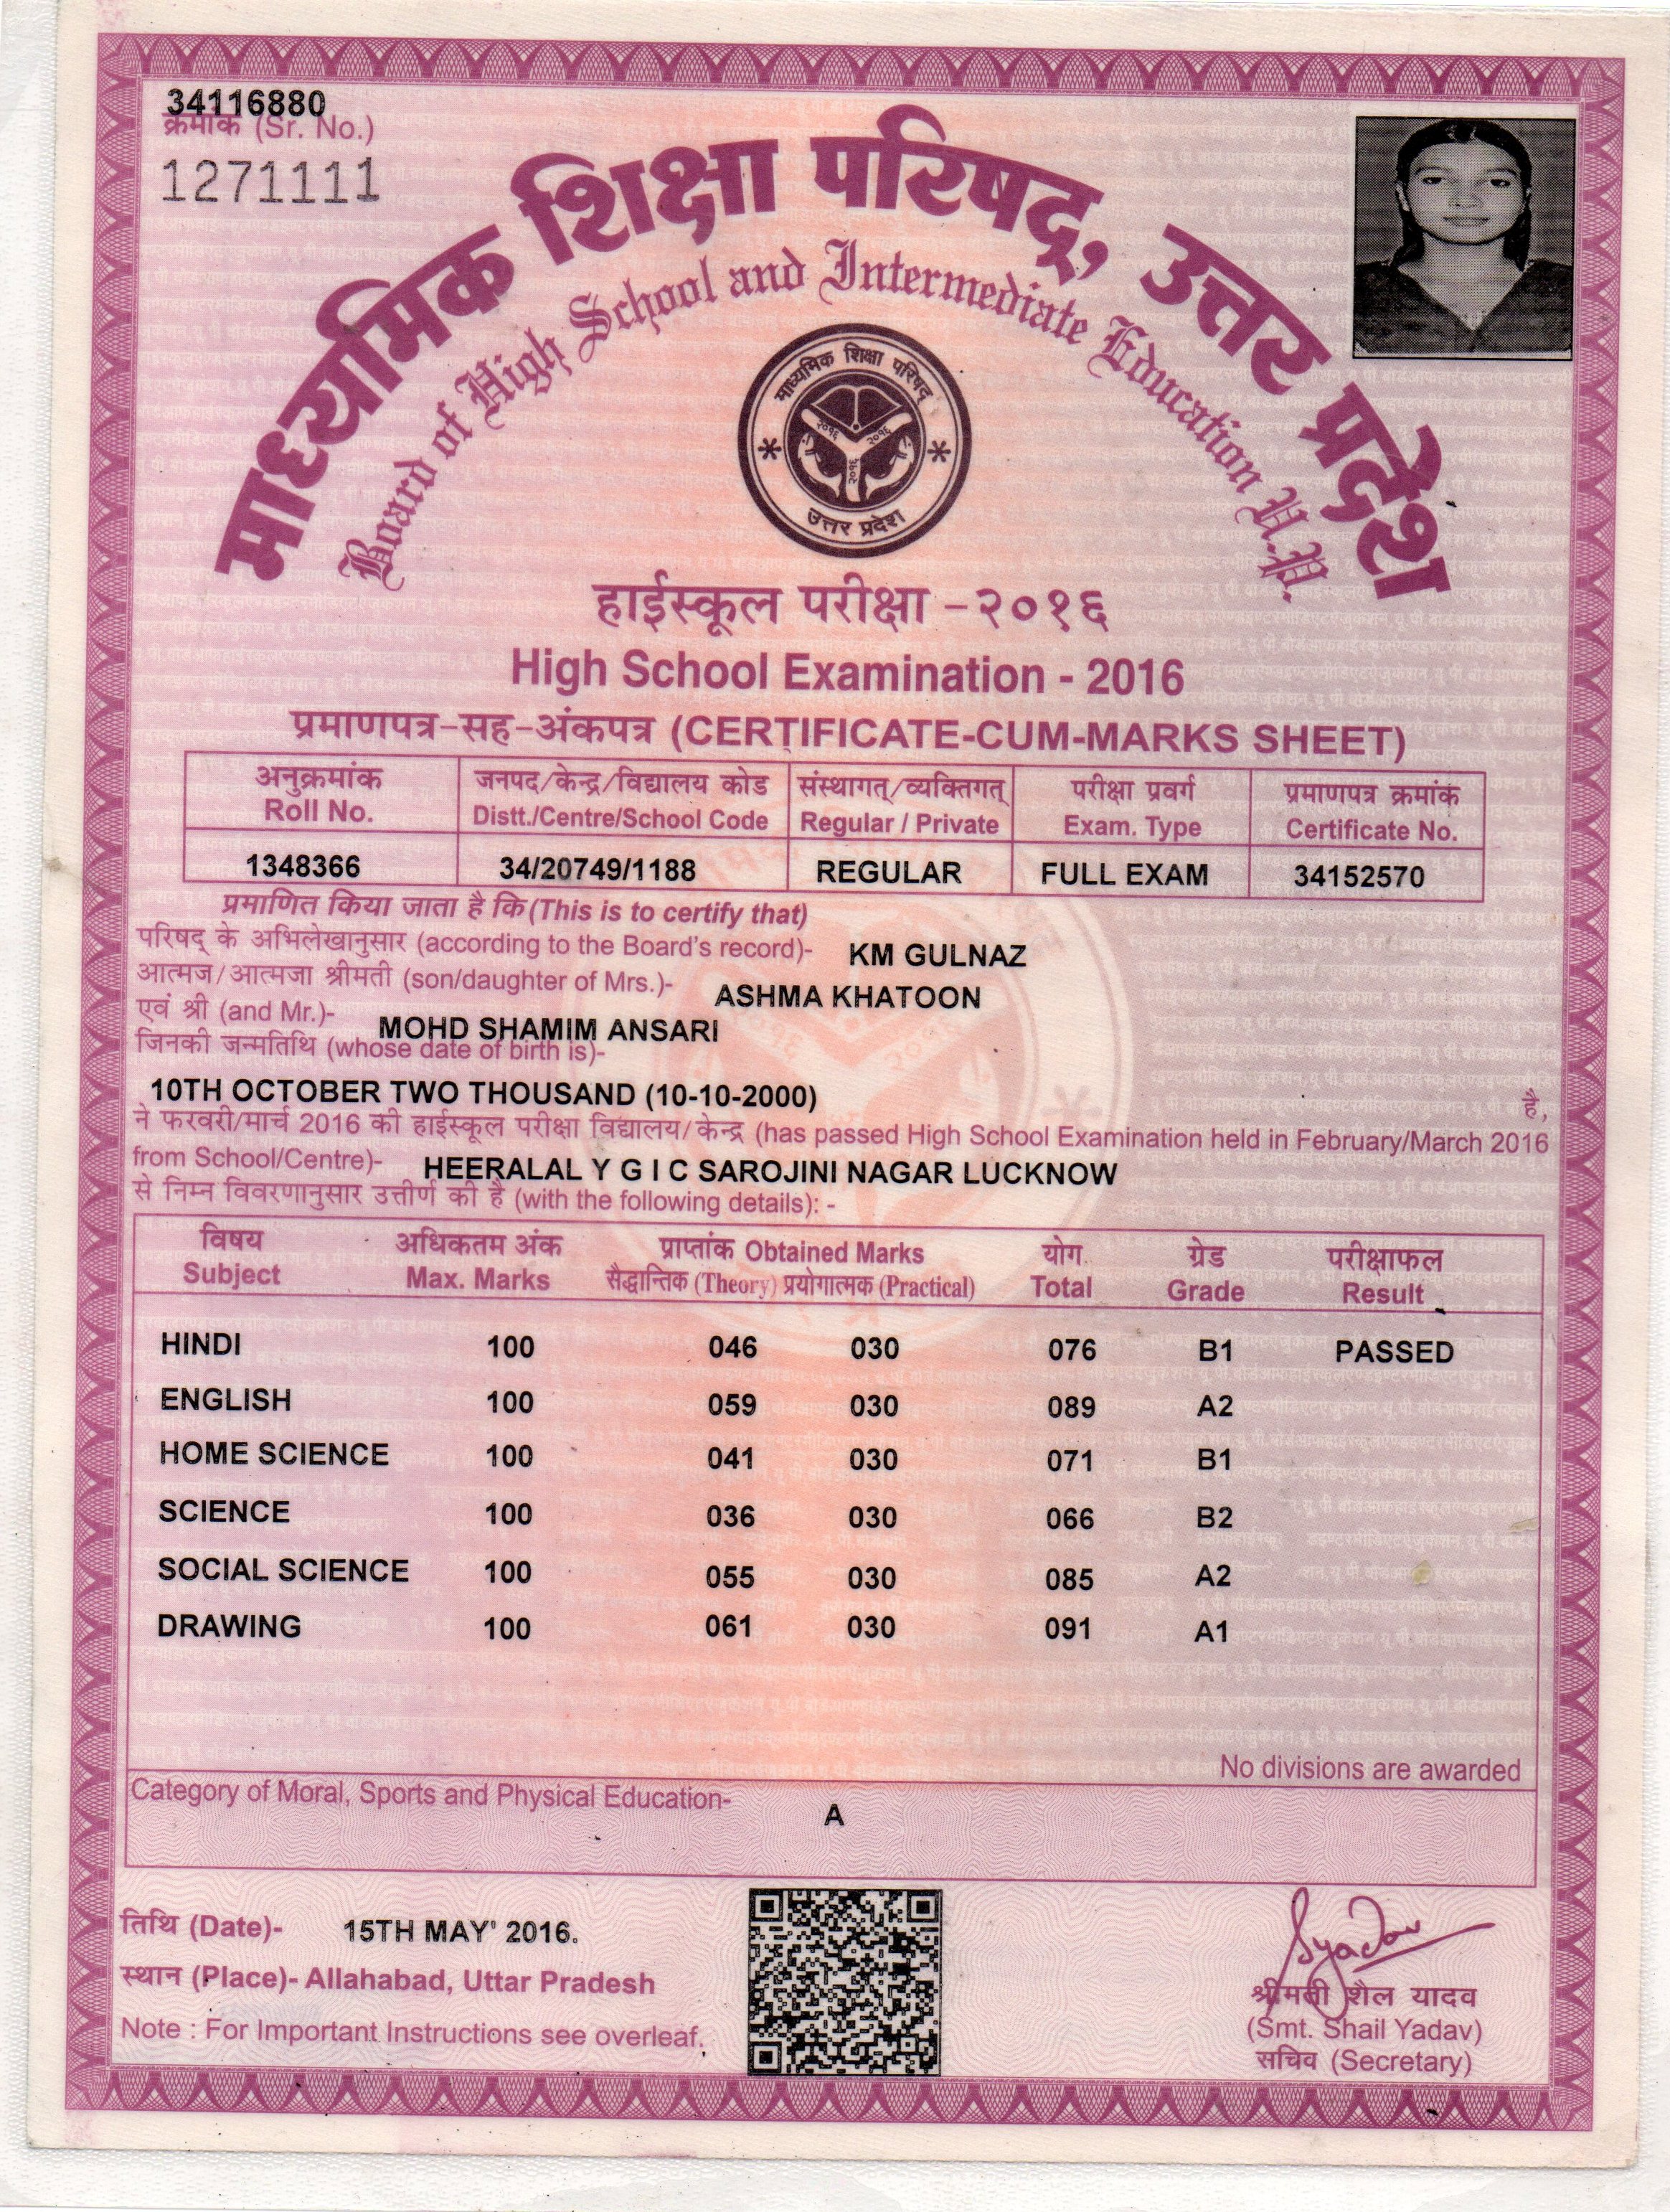 34116880
क्रमांक (Sr. No.)
1271111
माध्यमिक शिक्षा परिषद्, उत्तर प्रदेश
Board of High School and Intermediate Education U.P.
माध्यमिक शिक्षा परिषद्
२०१६ २०१६
२०१६
उत्तर प्रदेश
हाईस्कूल परीक्षा -२०१६
High School Examination - 2016
प्रमाणपत्र-सह-अंकपत्र (CERTIFICATE-CUM-MARKS SHEET)
अनुक्रमांक जनपद/केन्द्र/विद्यालय कोड संस्थागत्/व्यक्तिगत् परीक्षा प्रवर्ग प्रमाणपत्र क्रमांक
Roll No. Distt./Centre/School Code Regular / Private Exam. Type Certificate No.
1348366 34/20749/1188 REGULAR FULL EXAM 34152570
प्रमाणित किया जाता है कि (This is to certify that)
परिषद् के अभिलेखानुसार (according to the Board's record)- KM GULNAZ
आत्मज/आत्मजा श्रीमती (son/daughter of Mrs.)- ASHMA KHATOON
एवं श्री (and Mr.)- MOHD SHAMIM ANSARI
जिनकी जन्मतिथि (whose date of birth is)-
10TH OCTOBER TWO THOUSAND (10-10-2000) है,
ने फरवरी/मार्च 2016 की हाईस्कूल परीक्षा विद्यालय/केन्द्र (has passed High School Examination held in February/March 2016
from School/Centre)- HEERALAL Y G I C SAROJINI NAGAR LUCKNOW
से निम्न विवरणानुसार उत्तीर्ण की है (with the following details): -
विषय अधिकतम अंक प्राप्तांक Obtained Marks योग ग्रेड परीक्षाफल
Subject Max. Marks सैद्धान्तिक (Theory) प्रयोगात्मक (Practical) Total Grade Result
HINDI 100 046 030 076 B1 PASSED
ENGLISH 100 059 030 089 A2
HOME SCIENCE 100 041 030 071 B1
SCIENCE 100 036 030 066 B2
SOCIAL SCIENCE 100 055 030 085 A2
DRAWING 100 061 030 091 A1
No divisions are awarded
Category of Moral, Sports and Physical Education- A
तिथि (Date)- 15TH MAY' 2016.
स्थान (Place)- Allahabad, Uttar Pradesh
Note : For Important Instructions see overleaf.
Syadav
श्रीमती शैल यादव
(Smt. Shail Yadav)
सचिव (Secretary)